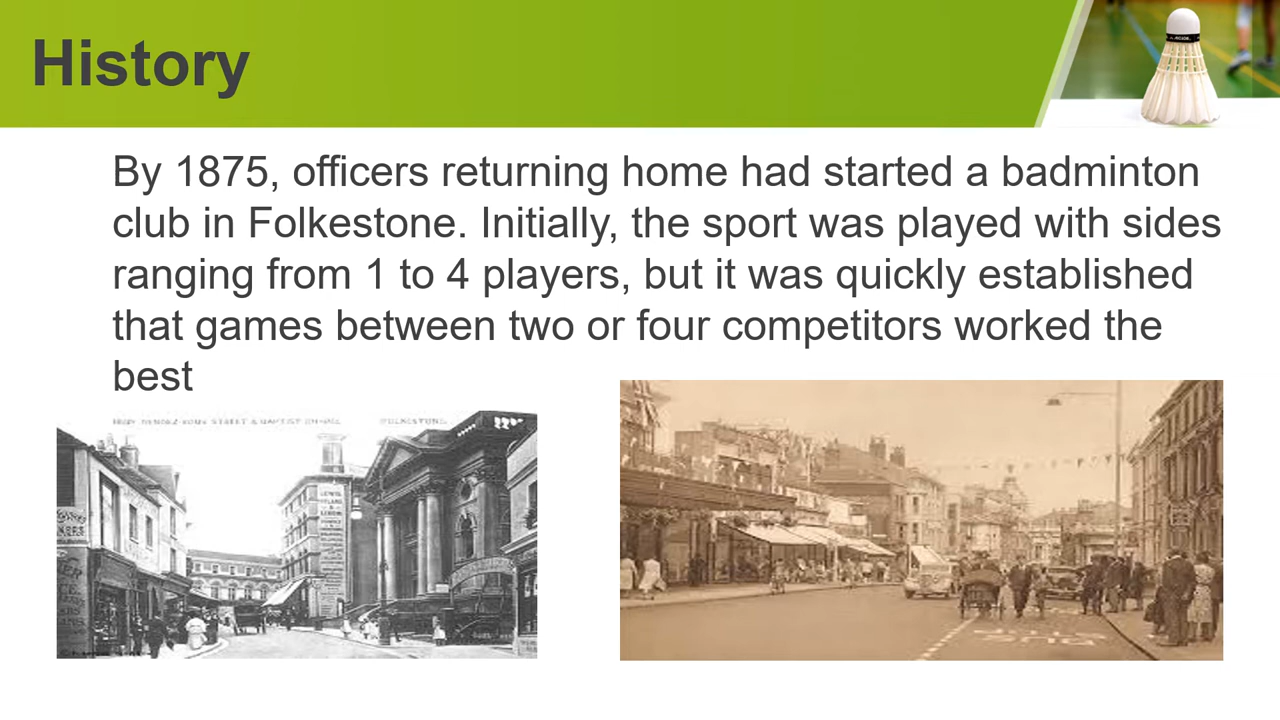 History
By 1875, officers returning home had started a badminton
club in Folkestone. Initially, the sport was played with sides
ranging from 1 to 4 players, but it was quickly established
that games between two or four competitors worked the
best